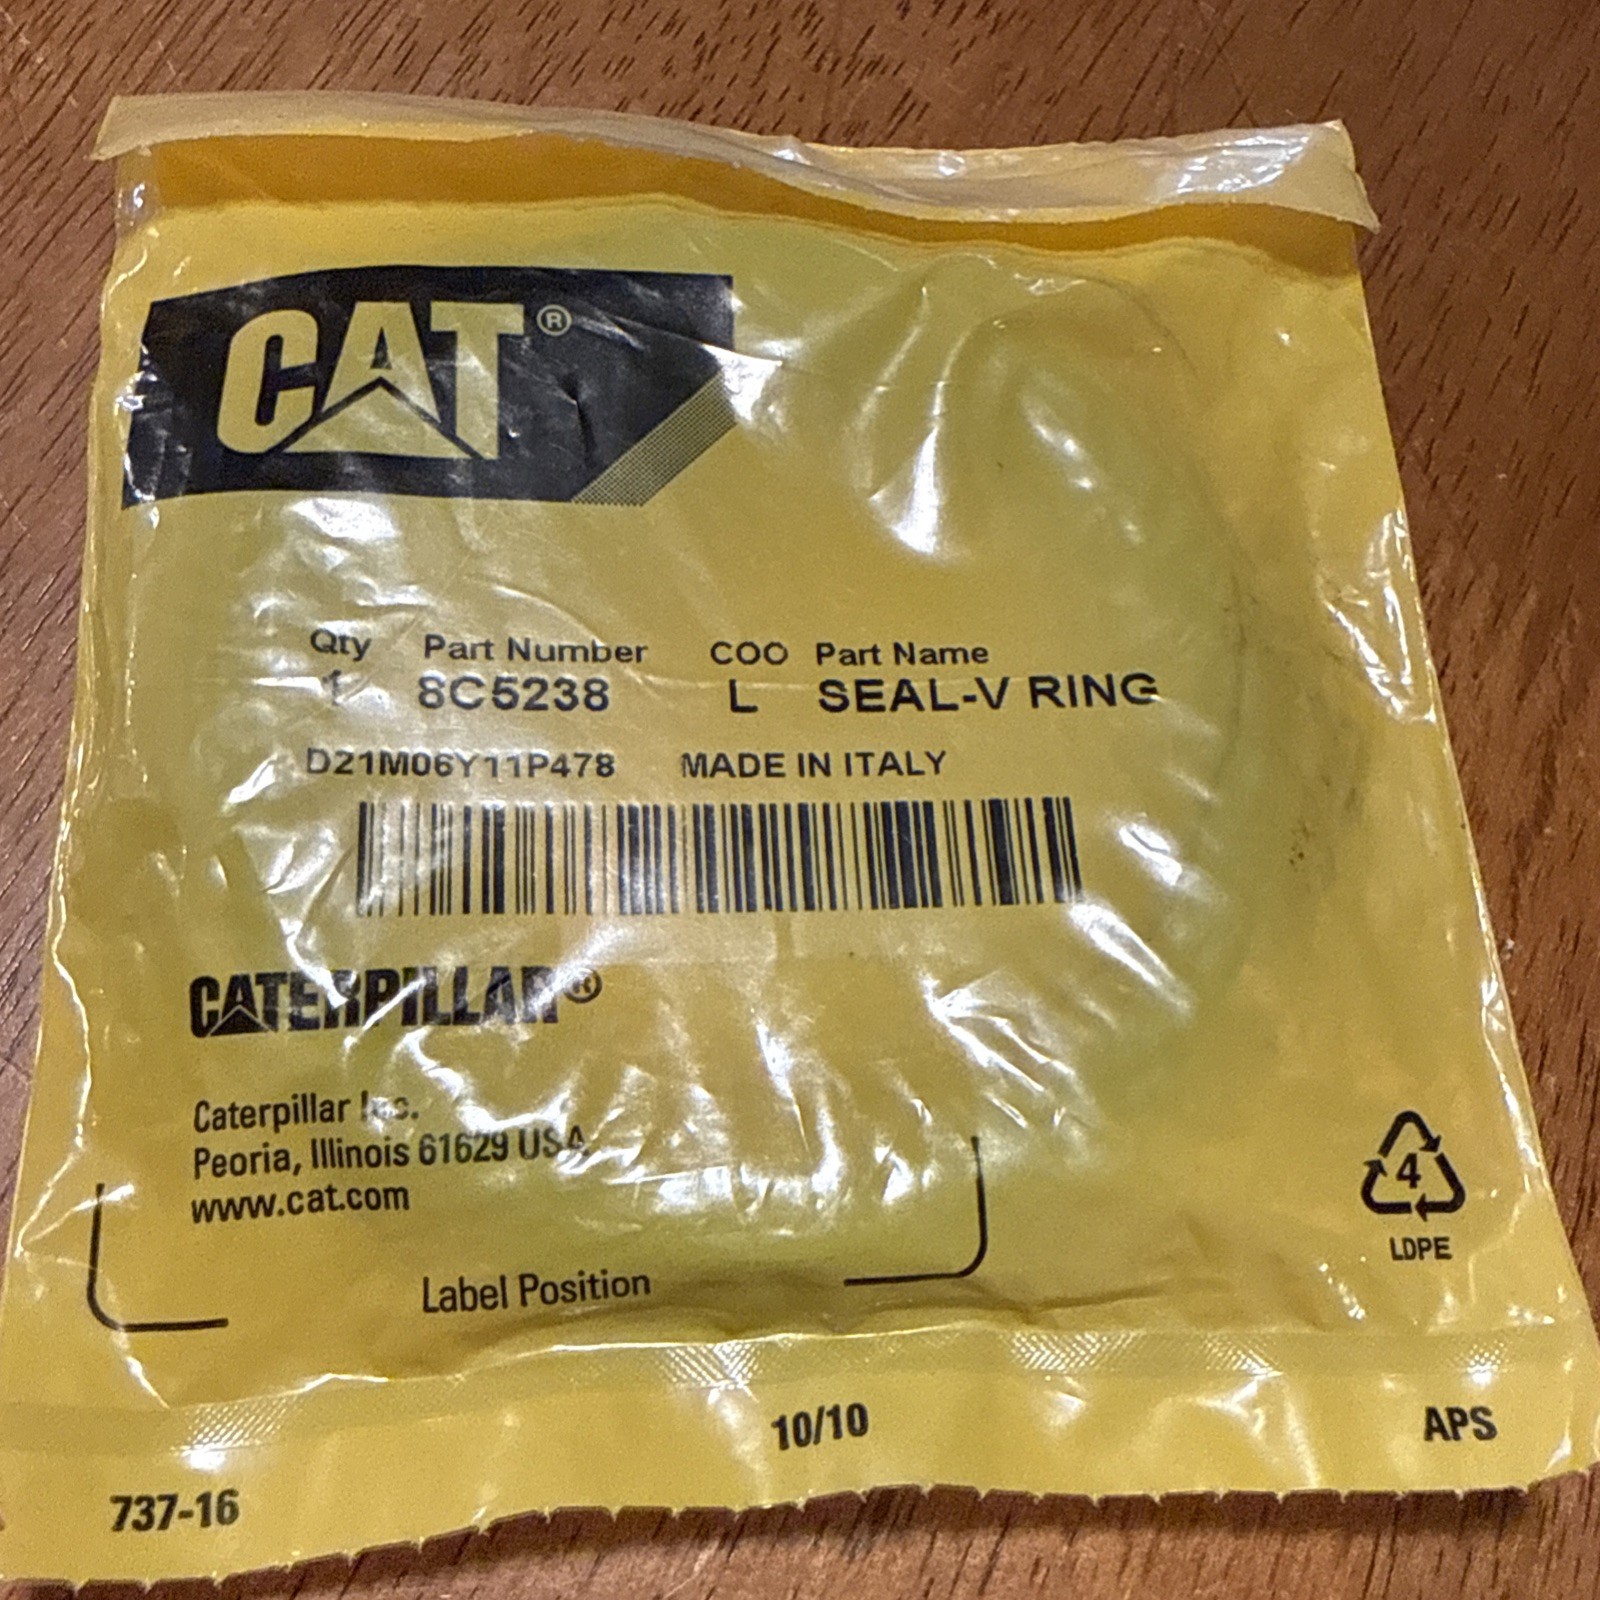 CAT®
Qty Part Number COO Part Name
1 8C5238 L SEAL-V RING
D21M06Y11P478 MADE IN ITALY
CATERPILLAR®
Caterpillar Inc.
Peoria, Illinois 61629 USA
www.cat.com
4
LDPE
Label Position
10/10
APS
737-16